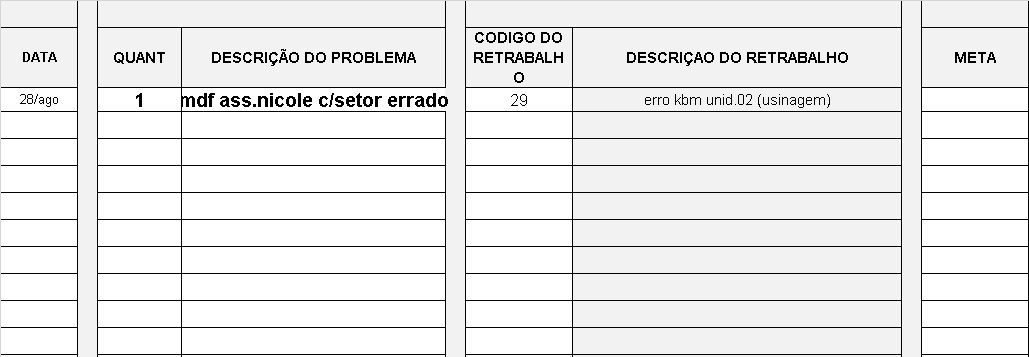 DATA
QUANT
DESCRIÇÃO DO PROBLEMA
CODIGO DO
RETRABALH
O
DESCRIÇAO DO RETRABALHO
META
28/ago
1
mdf ass.nicole c/setor errado
29
erro kbm unid.02 (usinagem)